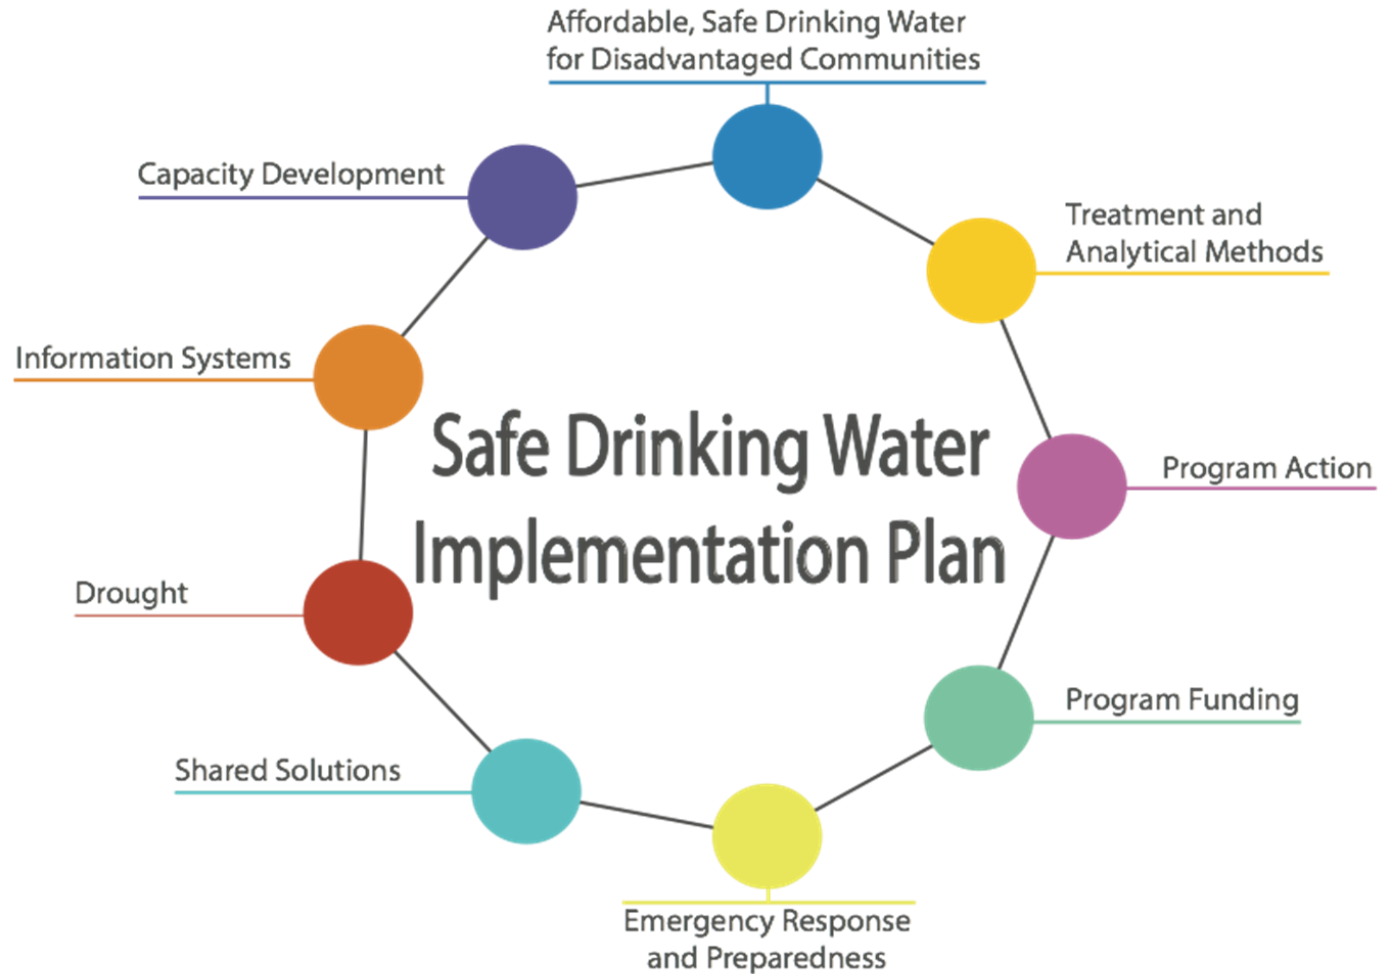 Affordable, Safe Drinking Water
for Disadvantaged Communities
Capacity Development
Treatment and
Analytical Methods
Information Systems
Safe Drinking Water
Implementation Plan
Program Action
Drought
Program Funding
Shared Solutions
Emergency Response
and Preparedness